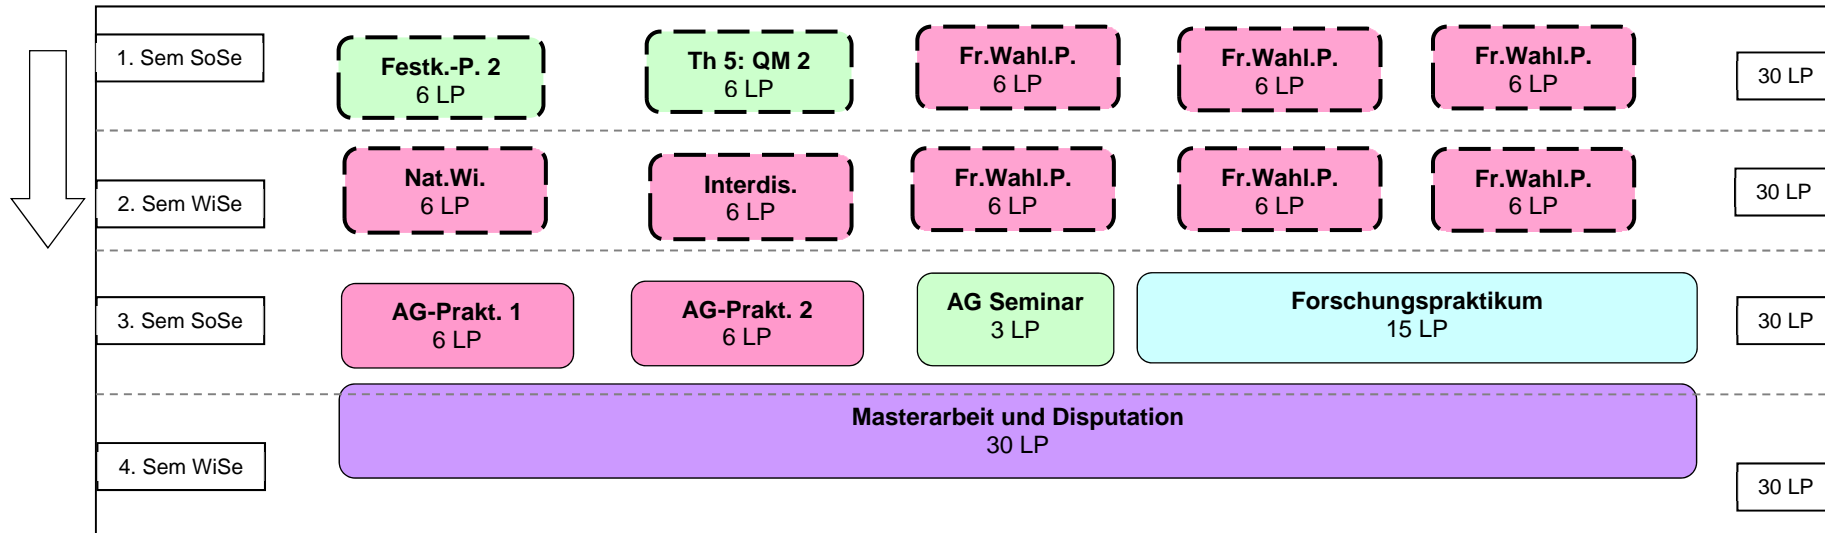 1. Sem SoSe
Festk.-P. 2
6 LP
Th 5: QM 2
6 LP
Fr.Wahl.P.
6 LP
Fr.Wahl.P.
6 LP
Fr.Wahl.P.
6 LP
30 LP
2. Sem WiSe
Nat.Wi.
6 LP
Interdis.
6 LP
Fr.Wahl.P.
6 LP
Fr.Wahl.P.
6 LP
Fr.Wahl.P.
6 LP
30 LP
3. Sem SoSe
AG-Prakt. 1
6 LP
AG-Prakt. 2
6 LP
AG Seminar
3 LP
Forschungspraktikum
15 LP
30 LP
4. Sem WiSe
Masterarbeit und Disputation
30 LP
30 LP